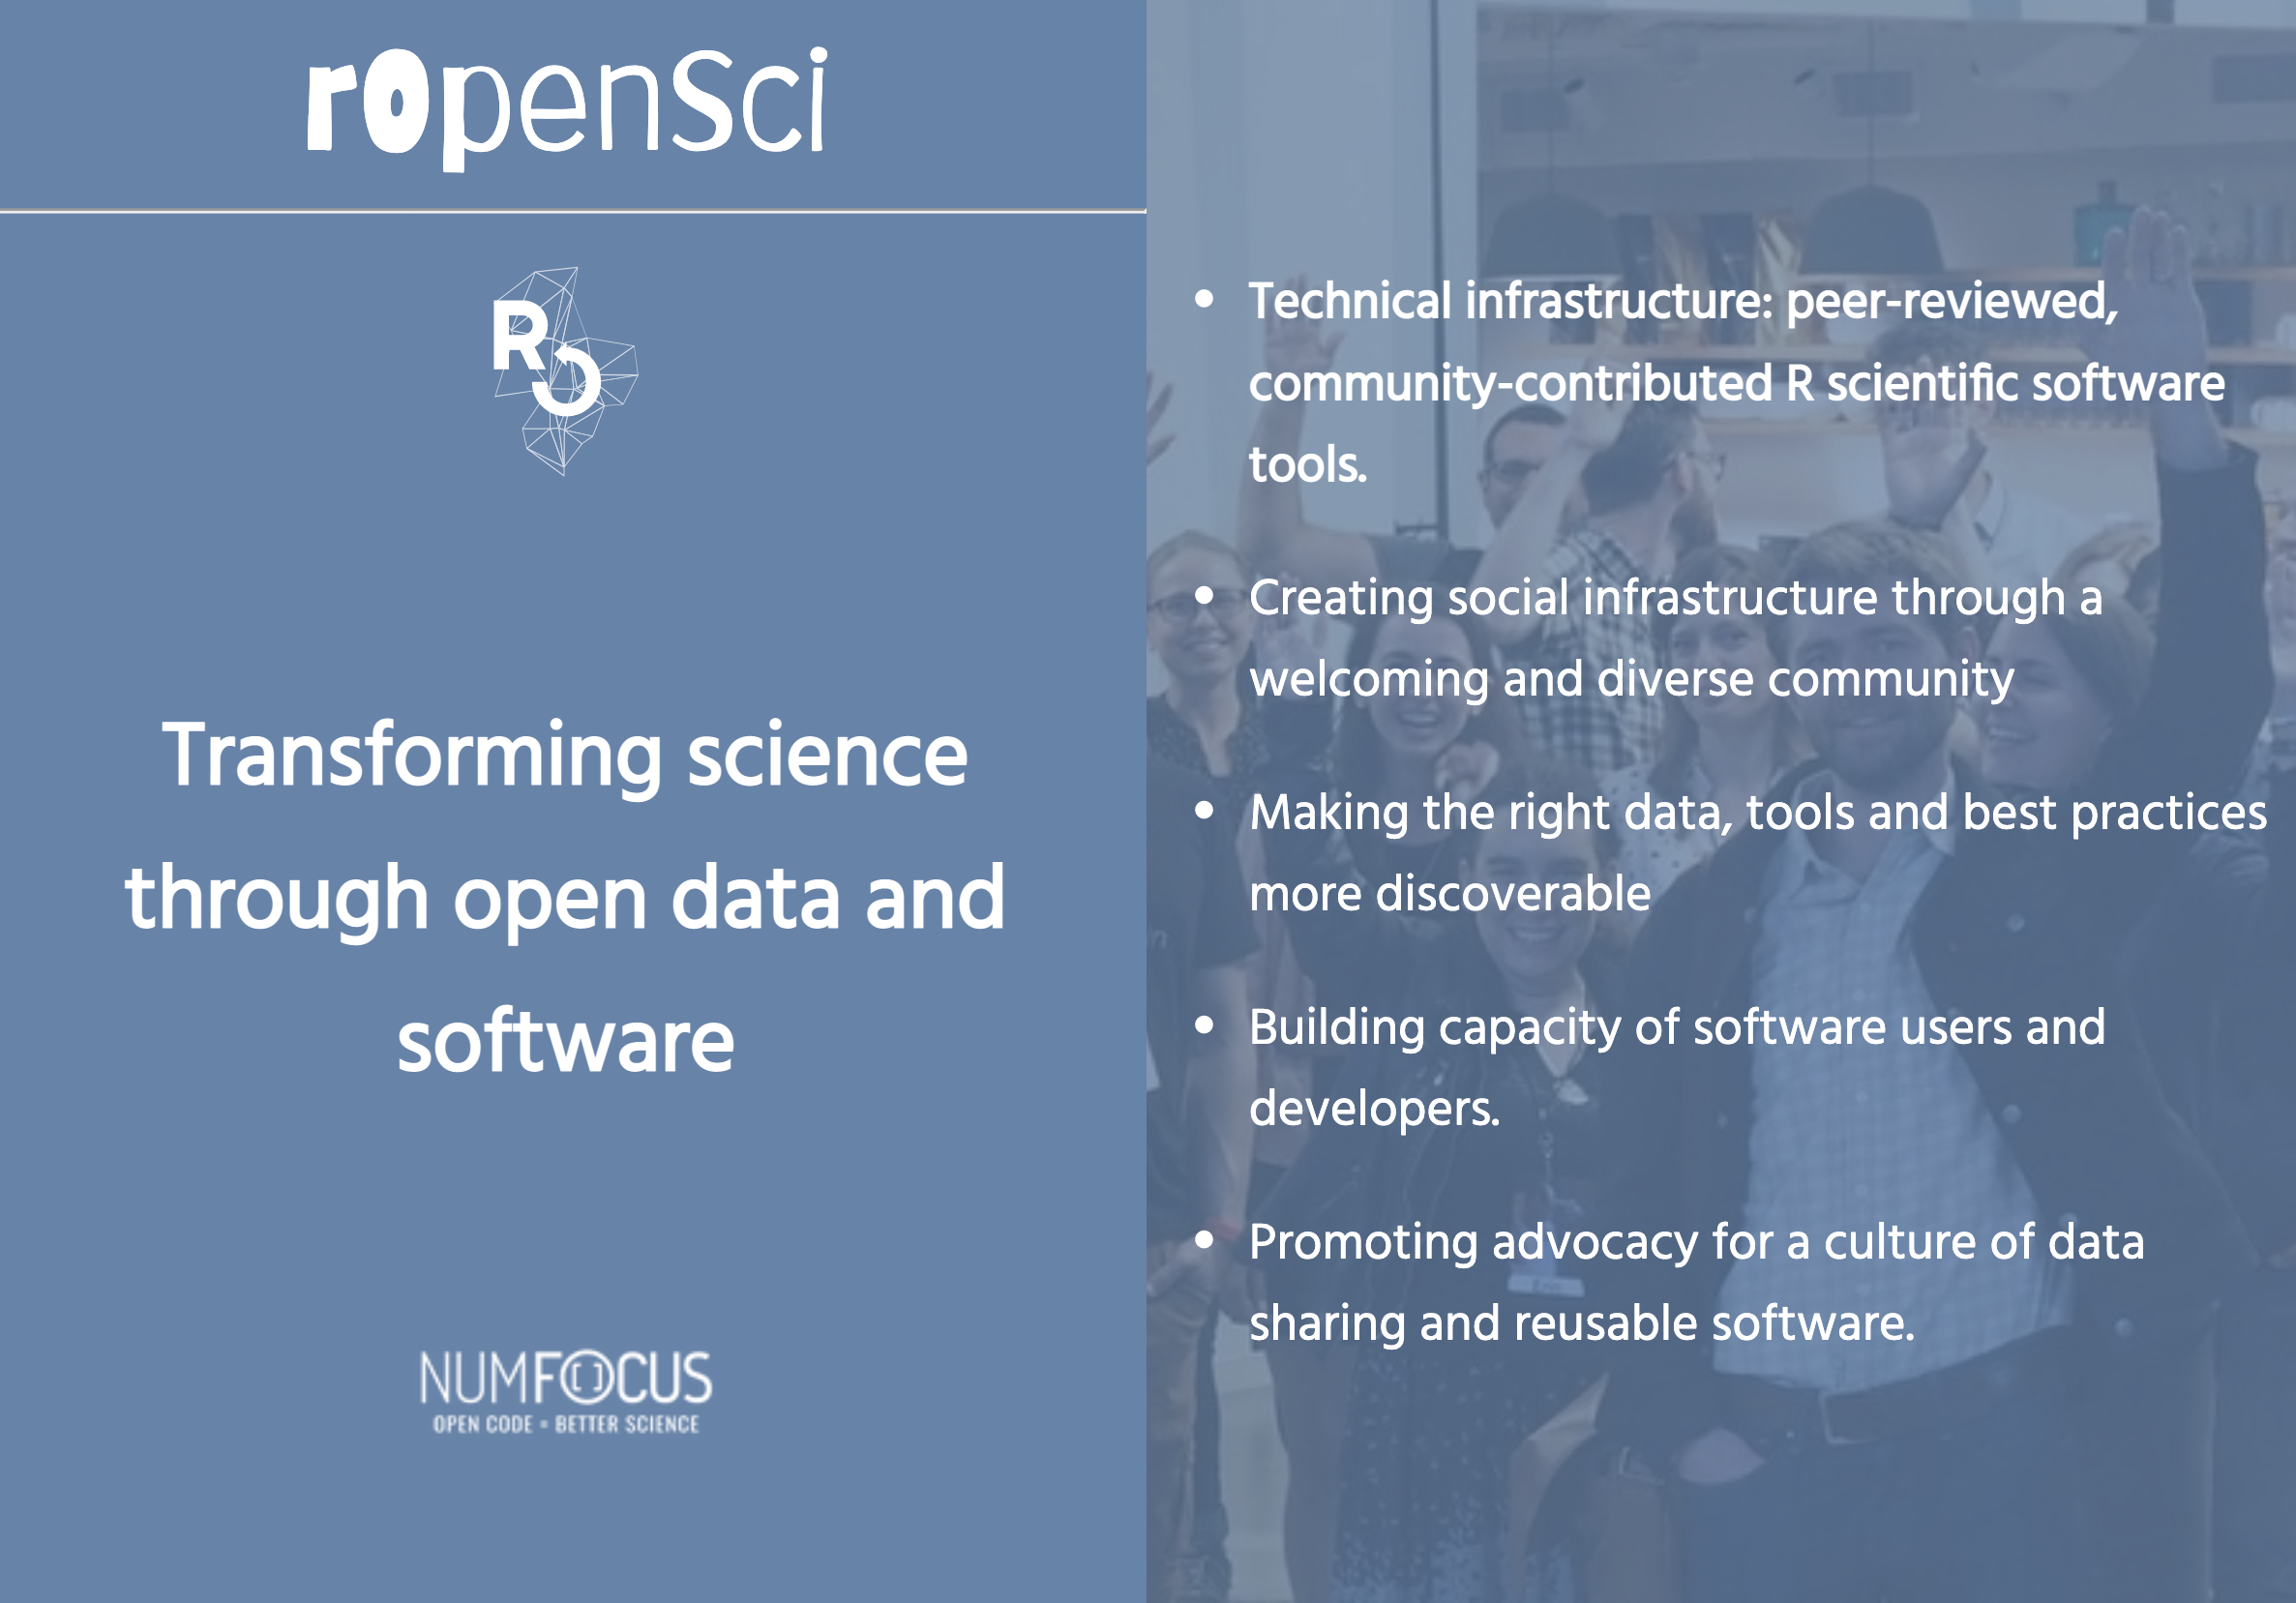 rOpenSci
R
Transforming science
through open data and
software
NUMFOCUS
OPEN CODE = BETTER SCIENCE
• Technical infrastructure: peer-reviewed,
community-contributed R scientific software
tools.
• Creating social infrastructure through a
welcoming and diverse community
• Making the right data, tools and best practices
more discoverable
• Building capacity of software users and
developers.
• Promoting advocacy for a culture of data
sharing and reusable software.